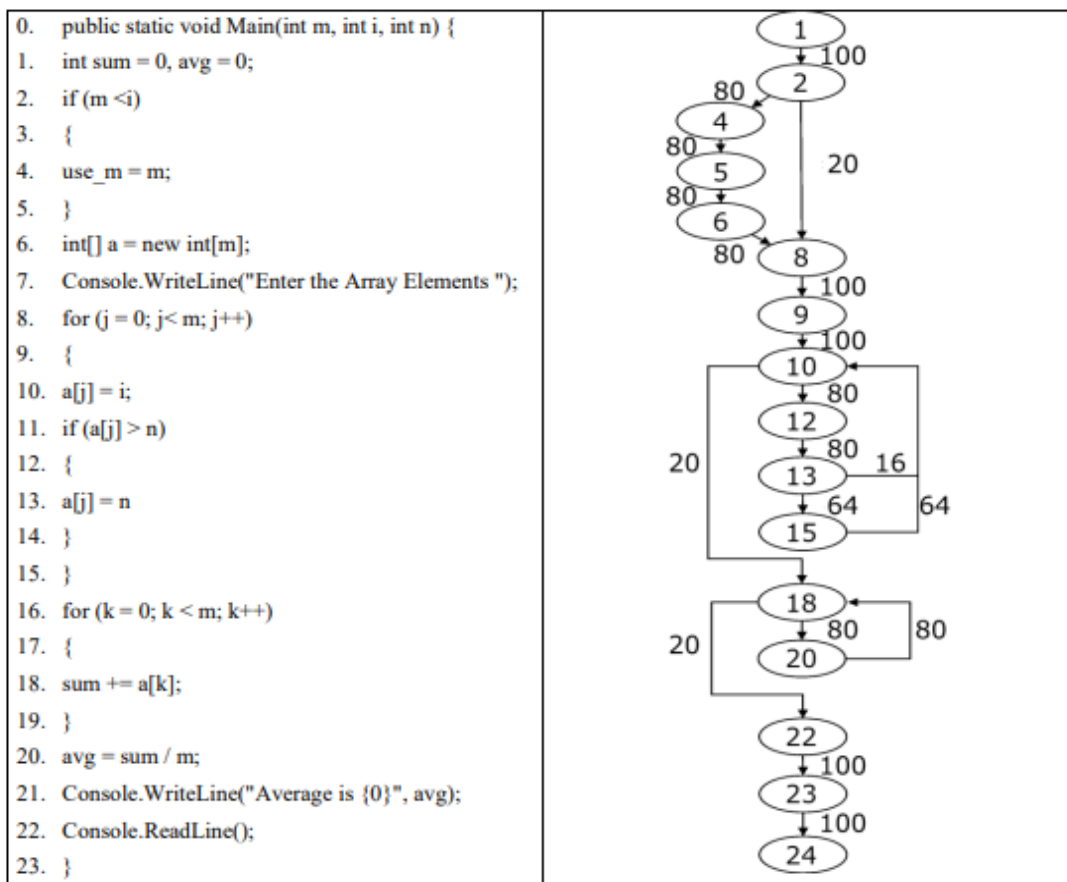 0. public static void Main(int m, int i, int n) {
1. int sum = 0, avg = 0;
2. if (m <i)
3. {
4. use_m = m;
5. }
6. int[] a = new int[m];
7. Console.WriteLine("Enter the Array Elements ");
8. for (j = 0; j< m; j++)
9. {
10. a[j] = i;
11. if (a[j] > n)
12. {
13. a[j] = n
14. }
15. }
16. for (k = 0; k < m; k++)
17. {
18. sum += a[k];
19. }
20. avg = sum / m;
21. Console.WriteLine("Average is {0}", avg);
22. Console.ReadLine();
23. }
1
100
2
80
4
80
5
20
80
6
80
8
100
9
100
10
80
12
80
20
13
16
64
64
15
18
80
80
20
20
22
100
23
100
24